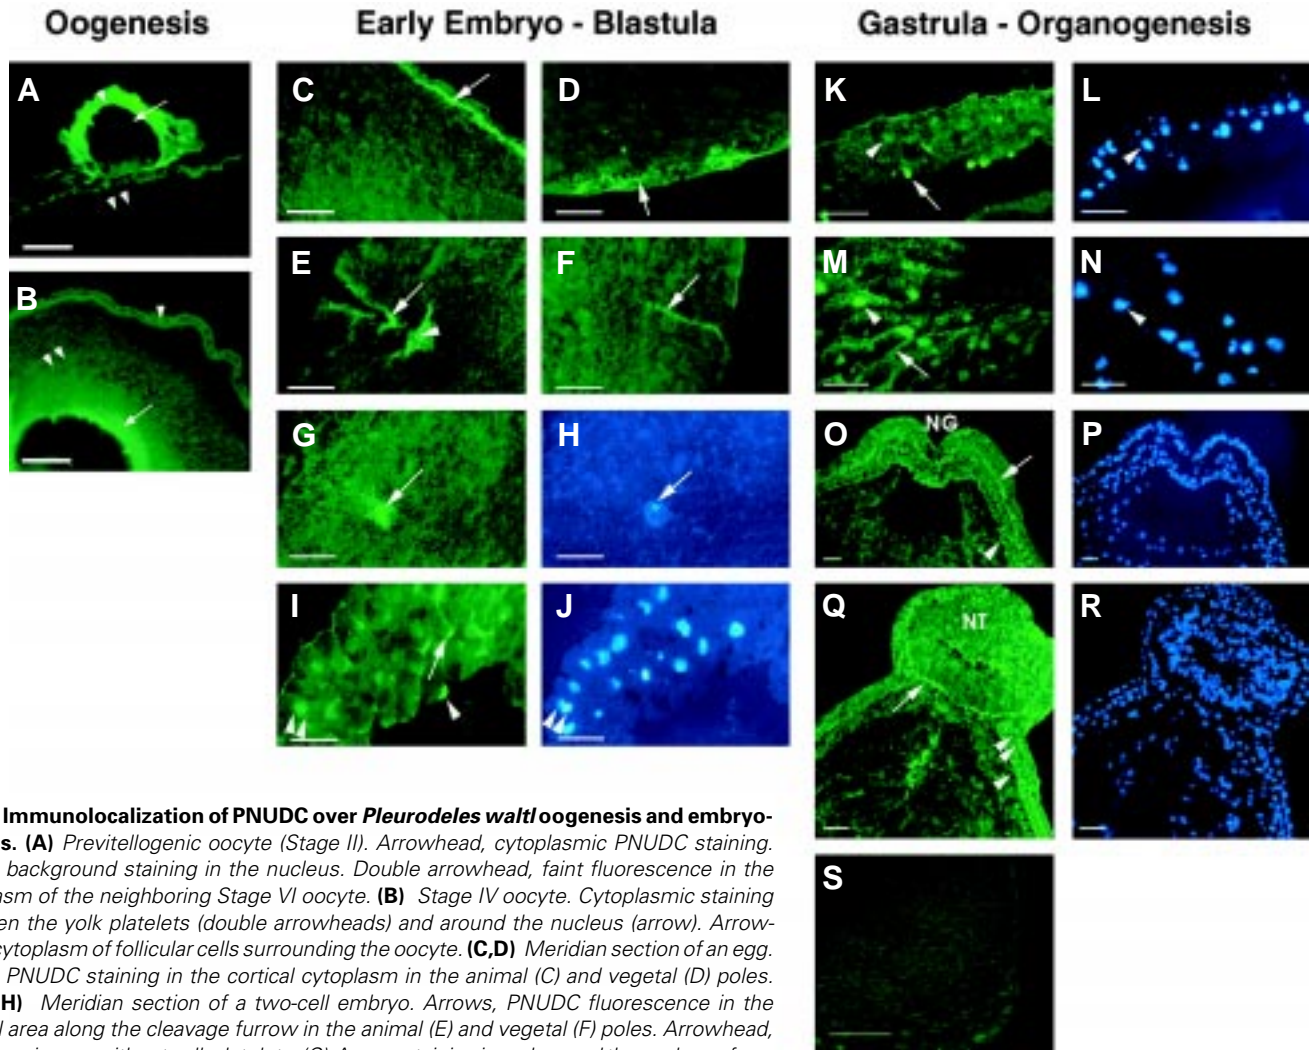 Oogenesis
Early Embryo - Blastula
Gastrula - Organogenesis
A
B
C
D
E
F
G
H
I
J
K
L
M
N
O
NG
P
Q
NT
R
S
Immunolocalization of PNUDC over Pleurodeles waltl oogenesis and embryo-
s. (A) Previtellogenic oocyte (Stage II). Arrowhead, cytoplasmic PNUDC staining.
background staining in the nucleus. Double arrowhead, faint fluorescence in the
asm of the neighboring Stage VI oocyte. (B) Stage IV oocyte. Cytoplasmic staining
en the yolk platelets (double arrowheads) and around the nucleus (arrow). Arrow-
cytoplasm of follicular cells surrounding the oocyte. (C,D) Meridian section of an egg.
PNUDC staining in the cortical cytoplasm in the animal (C) and vegetal (D) poles.
H) Meridian section of a two-cell embryo. Arrows, PNUDC fluorescence in the
l area along the cleavage furrow in the animal (E) and vegetal (F) poles. Arrowhead,